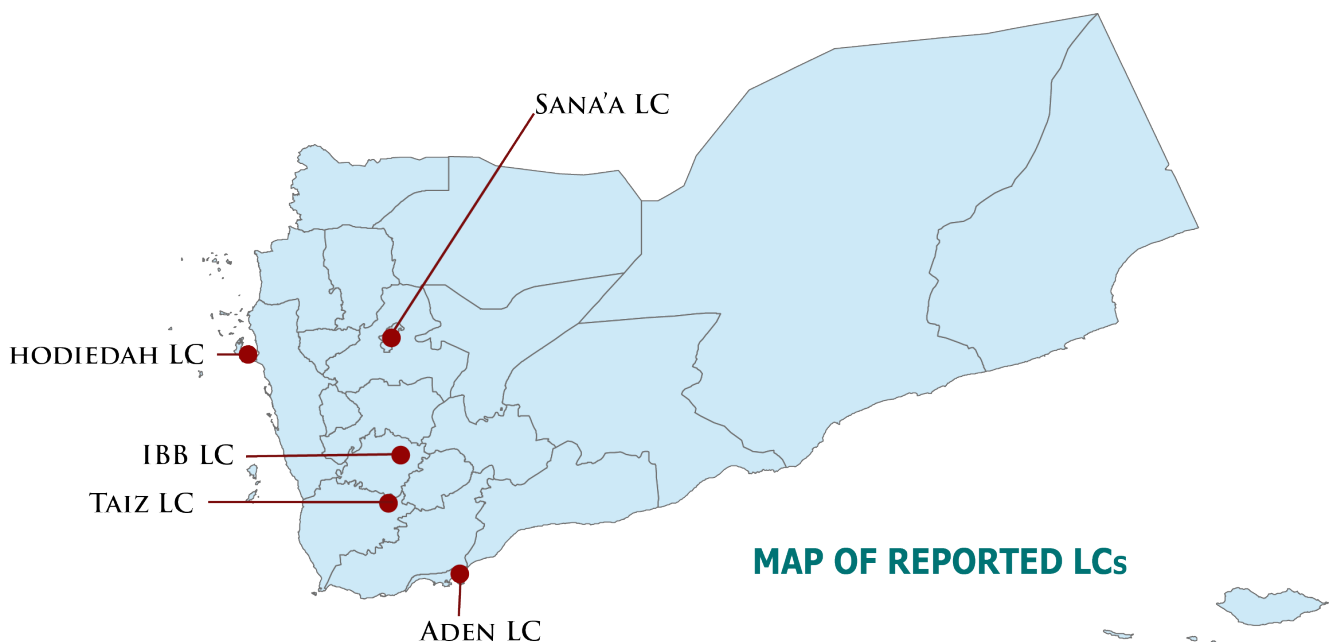 SANA'A LC
HODIEDAH LC
IBB LC
TAIZ LC
MAP OF REPORTED LCs
ADEN LC